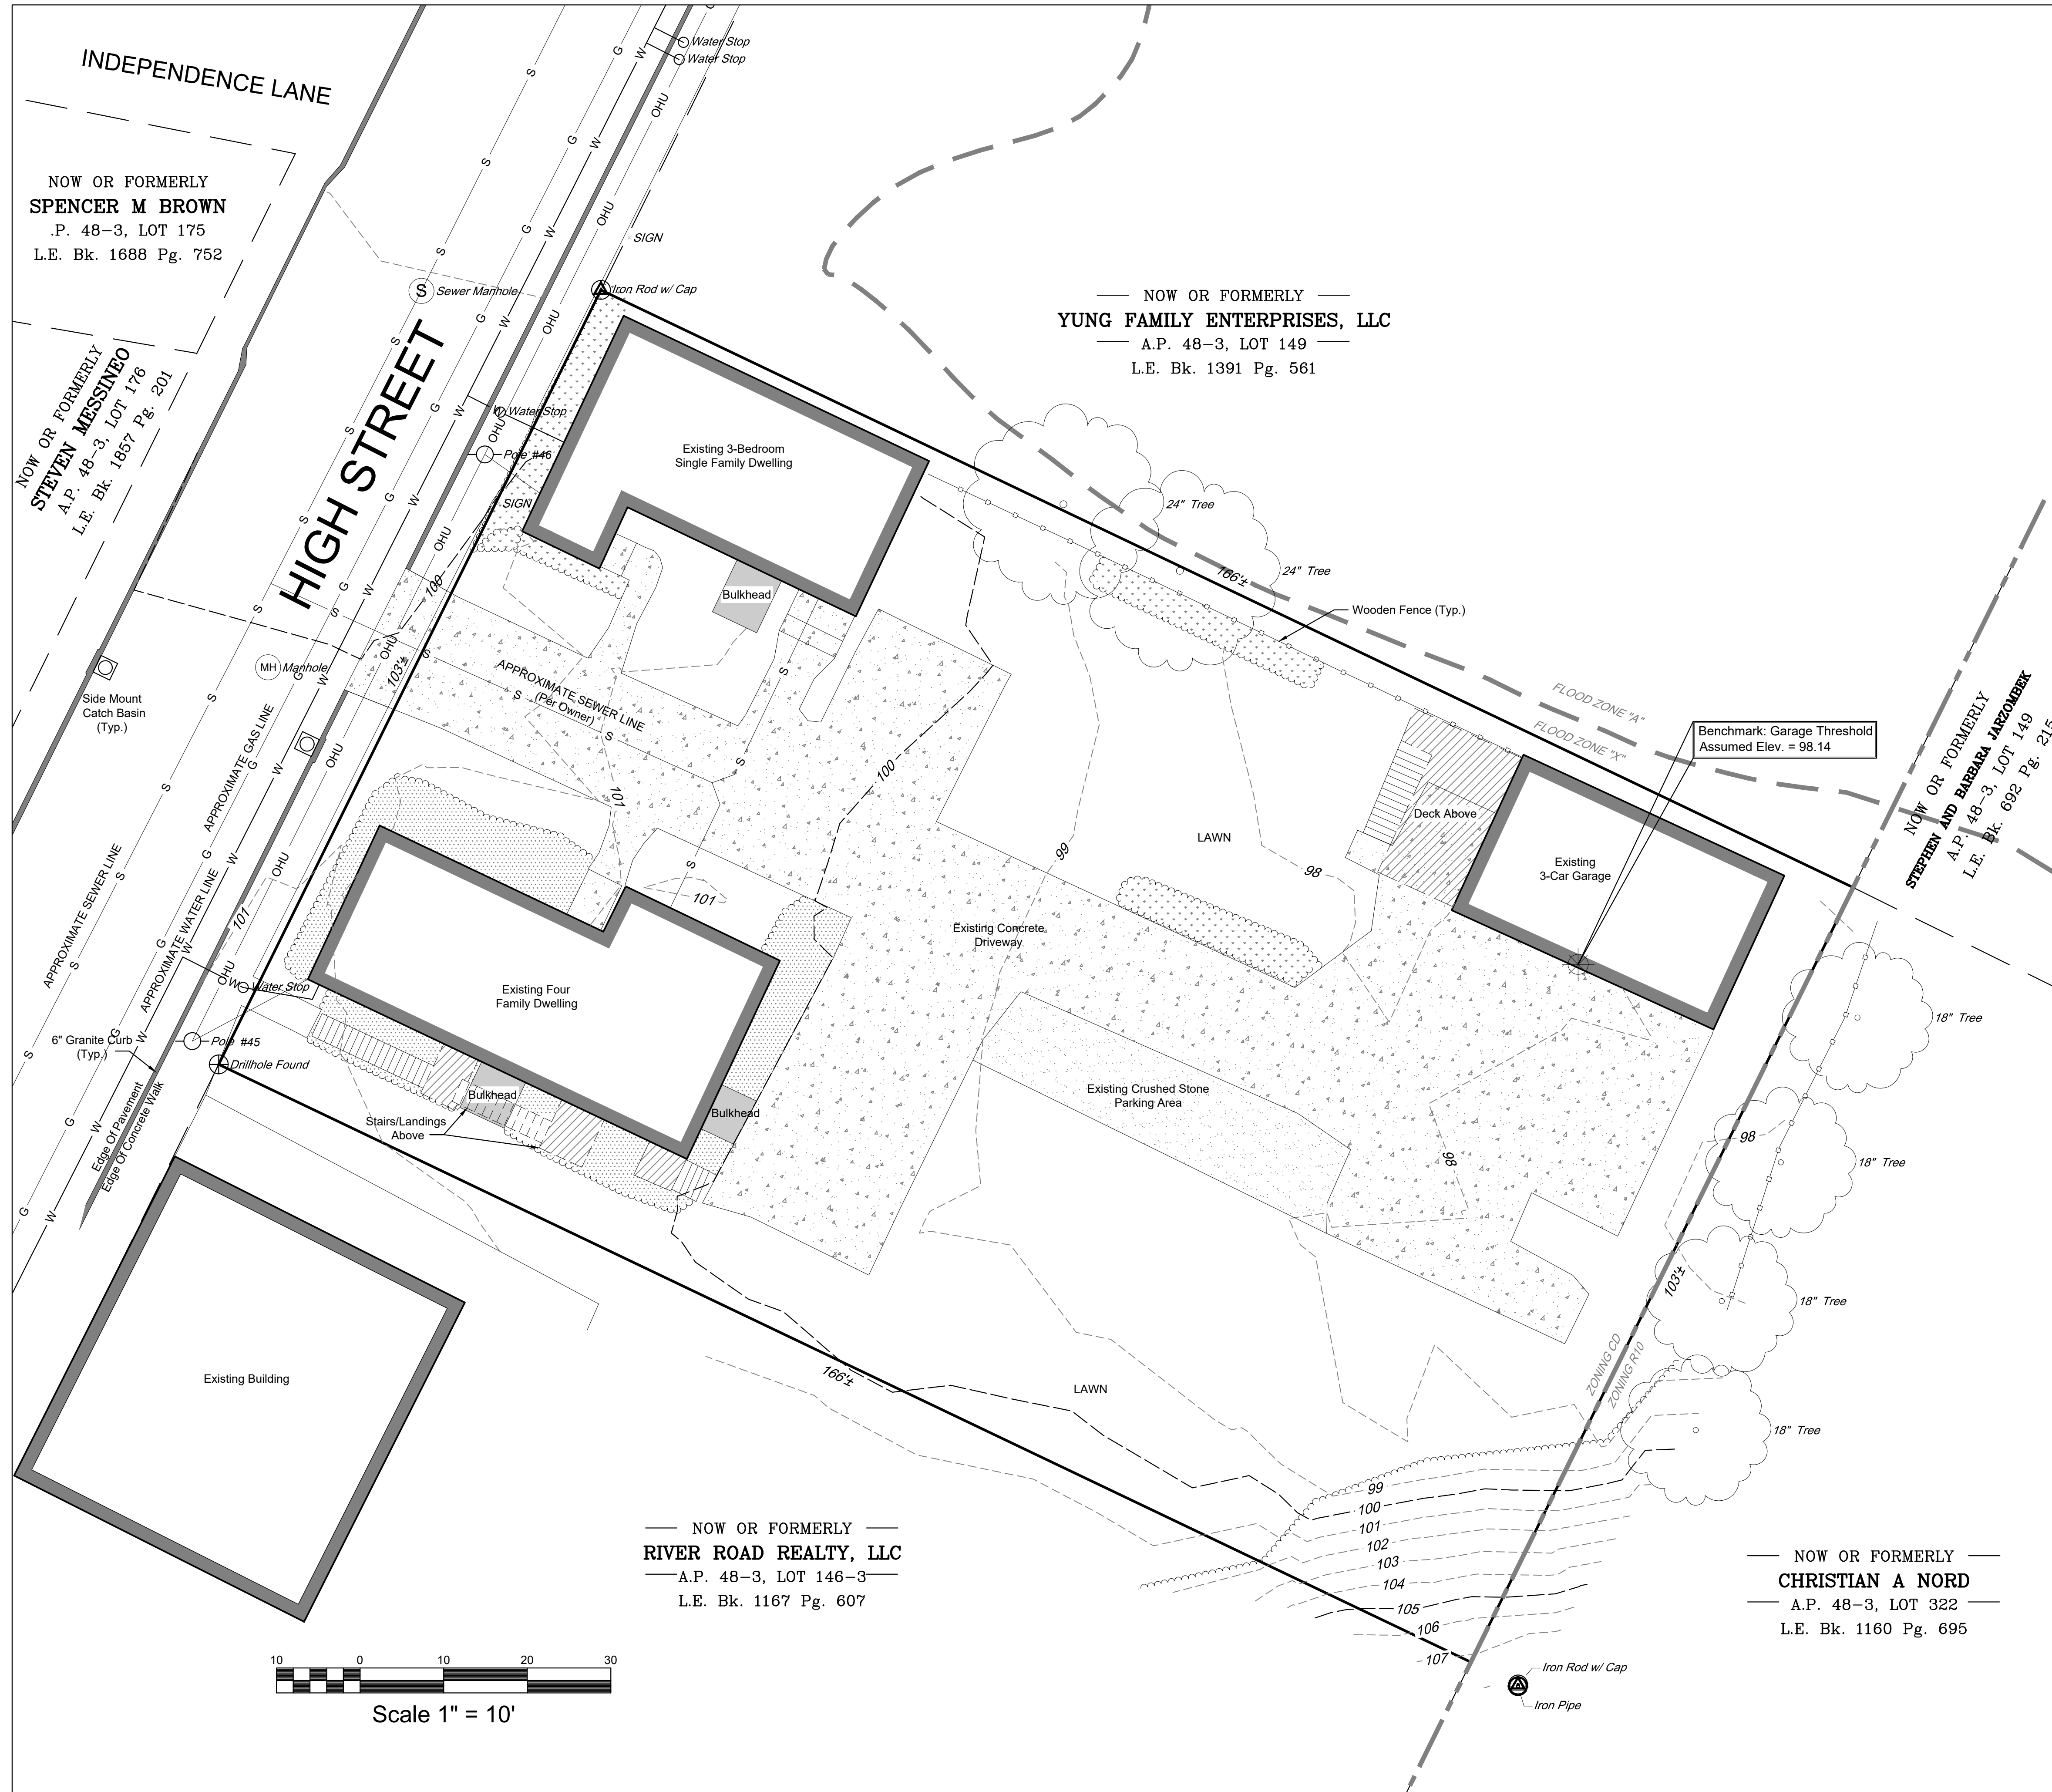 INDEPENDENCE LANE
NOW OR FORMERLY
SPENCER M BROWN
.P. 48-3, LOT 175
L.E. Bk. 1688 Pg. 752
NOW OR FORMERLY
STEVEN MESSINEO
A.P. 48-3, LOT 176
L.E. Bk. 1857 Pg. 201
HIGH STREET
Water Stop
Water Stop
SIGN
Iron Rod w/ Cap
S
Sewer Manhole
Water Stop
Pole #46
SIGN
Existing 3-Bedroom
Single Family Dwelling
Bulkhead
NOW OR FORMERLY
YUNG FAMILY ENTERPRISES, LLC
A.P. 48-3, LOT 149
L.E. Bk. 1391 Pg. 561
24" Tree
24" Tree
166'±
Wooden Fence (Typ.)
FLOOD ZONE "A"
FLOOD ZONE "X"
Benchmark: Garage Threshold
Assumed Elev. = 98.14
NOW OR FORMERLY
STEPHEN AND BARBARA JARZOMBEK
A.P. 48-3, LOT 149
L.E. Bk. 692 Pg. 215
100
103'±
MH
Manhole
Side Mount
Catch Basin
(Typ.)
APPROXIMATE SEWER LINE
(Per Owner)
101
100
99
98
LAWN
Deck Above
Existing
3-Car Garage
APPROXIMATE GAS LINE
APPROXIMATE SEWER LINE
APPROXIMATE WATER LINE
101
101
Existing Concrete
Driveway
Existing Four
Family Dwelling
Water Stop
Pole #45
Drillhole Found
6" Granite Curb
(Typ.)
Edge Of Pavement
Edge Of Concrete Walk
Bulkhead
Bulkhead
Stairs/Landings
Above
Existing Crushed Stone
Parking Area
98
98
18" Tree
18" Tree
18" Tree
18" Tree
103'±
ZONING CD
ZONING R10
Existing Building
166'±
LAWN
99
100
101
102
103
104
105
106
107
NOW OR FORMERLY
RIVER ROAD REALTY, LLC
A.P. 48-3, LOT 146-3
L.E. Bk. 1167 Pg. 607
NOW OR FORMERLY
CHRISTIAN A NORD
A.P. 48-3, LOT 322
L.E. Bk. 1160 Pg. 695
Iron Rod w/ Cap
Iron Pipe
10 0 10 20 30
Scale 1" = 10'